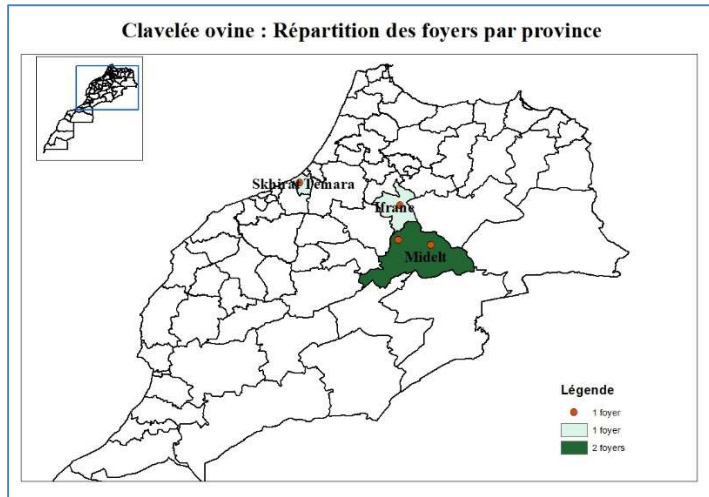 Clavelée ovine : Répartition des foyers par province
Skhirat Temara
Ifrane
Midelt
Légende
1 foyer
1 foyer
2 foyers